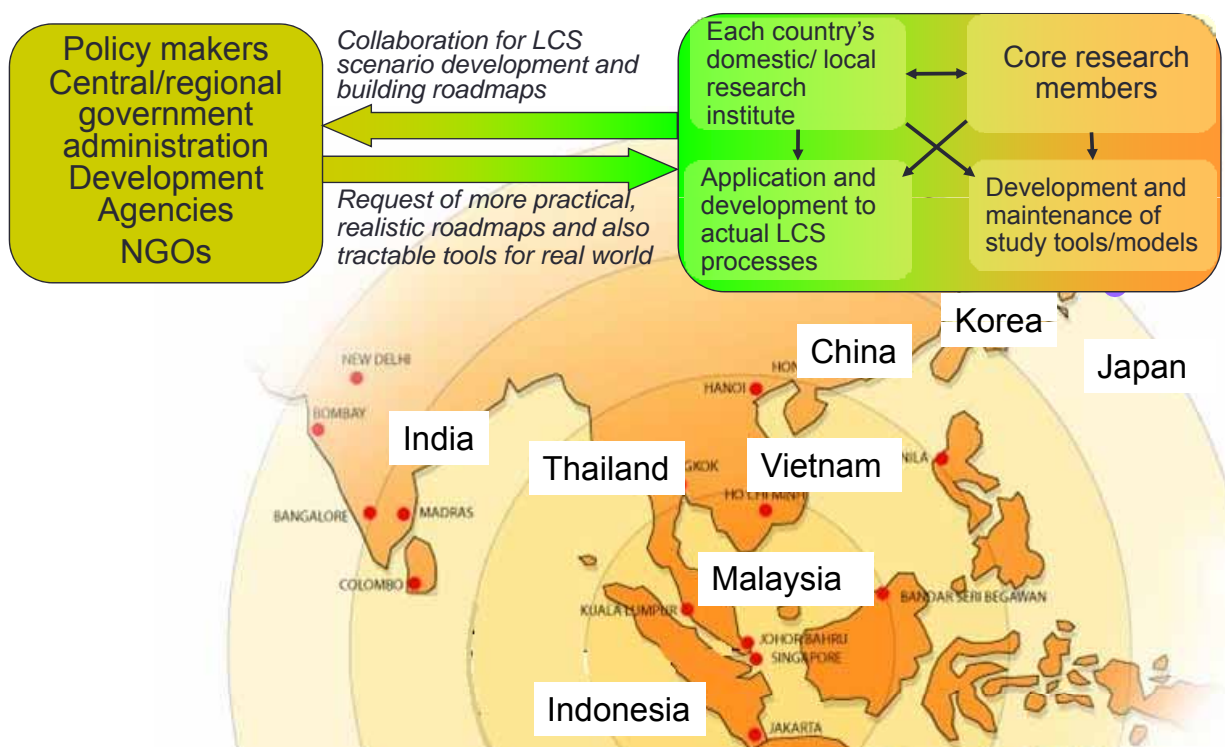 Policy makers
Central/regional
government
administration
Development
Agencies
NGOs
Collaboration for LCS
scenario development and
building roadmaps
Request of more practical,
realistic roadmaps and also
tractable tools for real world
Each country's
domestic/ local
research
institute
Core research
members
Application and
development to
actual LCS
processes
Development and
maintenance of
study tools/models
Korea
China
Japan
NEW DELHI
HON
HANOI
BOMBAY
India
Thailand
GKOK
Vietnam
NILA
HO CHI MINH
BANGALORE
MADRAS
COLOMBO
Malaysia
KUALA LUMPUR
BANDAR SERI BEGAWAN
JOHOR BAHRU
SINGAPORE
Indonesia
JAKARTA